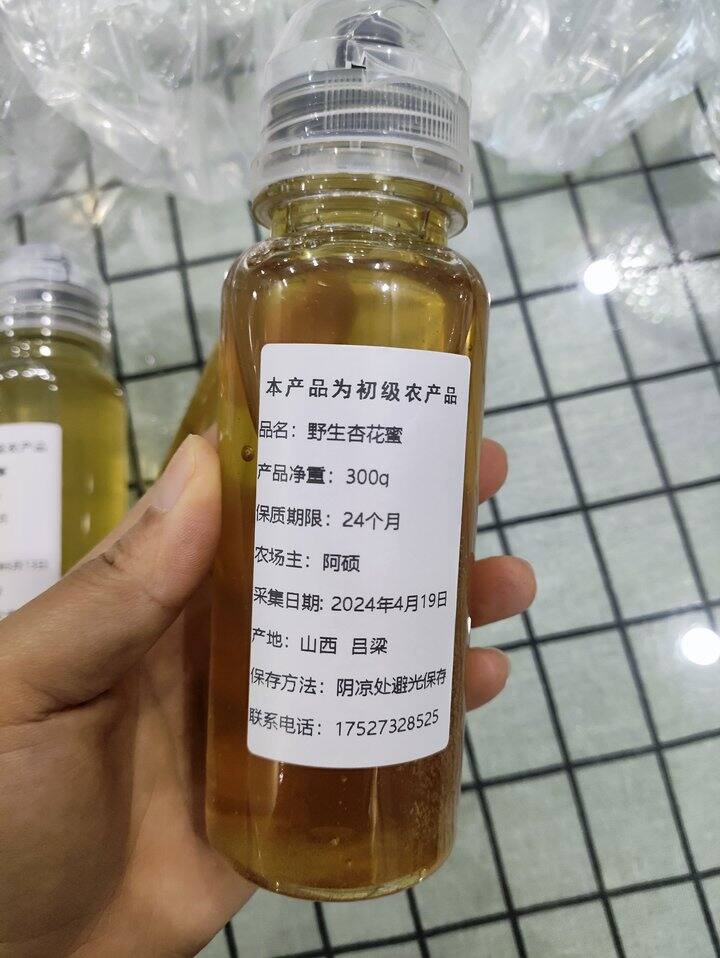 本产品为初级农产品
品名：野生杏花蜜
产品净重：300g
保质期限：24个月
农场主：阿硕
采集日期：2024年4月19日
产地：山西 吕梁
保存方法：阴凉处避光保存
联系电话：17527328525